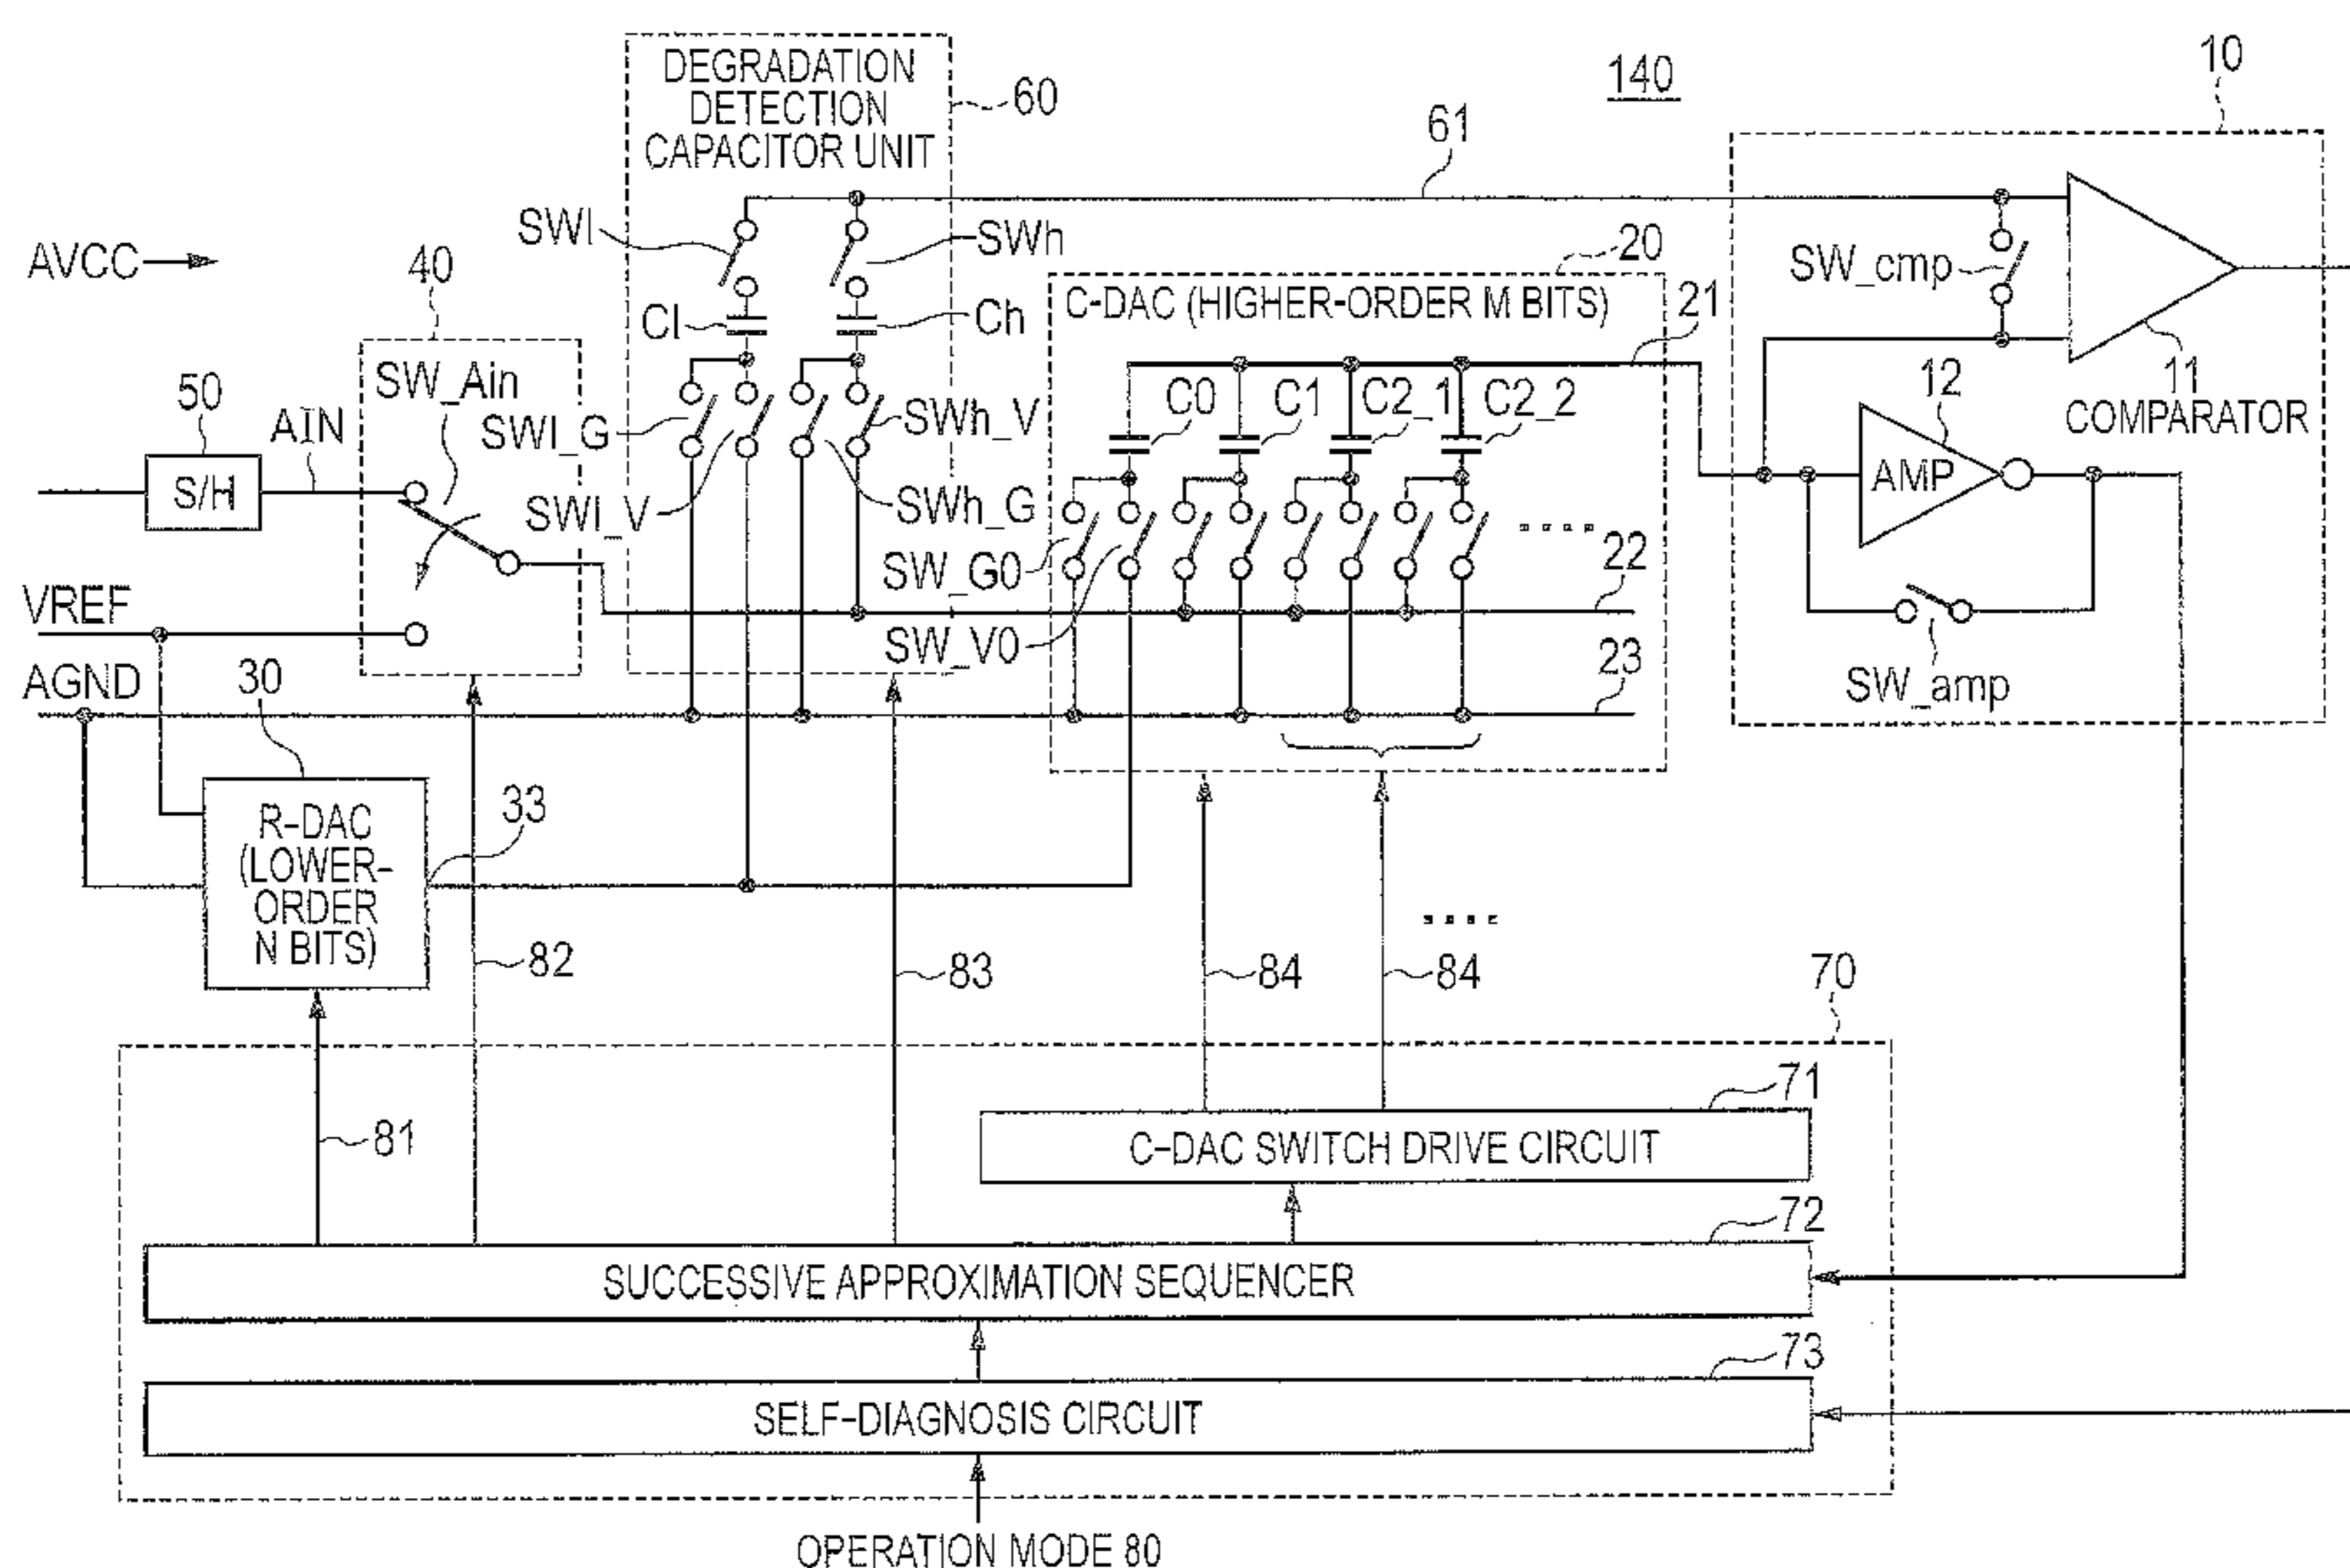 DEGRADATION
DETECTION
CAPACITOR UNIT
60
140
10
61
AVCC
SWl
SWh
20
40
Cl
Ch
C-DAC (HIGHER-ORDER M BITS)
21
SW_cmp
50
SW_Ain
AIN
S/H
SWl_G
SWh_V
SWl_V
SWh_G
C0
C1
C2_1
C2_2
12
11
COMPARATOR
AMP
SW_G0
22
VREF
SW_V0
23
SW_amp
AGND
30
R-DAC
(LOWER-
ORDER
N BITS)
33
82
83
84
84
70
81
71
C-DAC SWITCH DRIVE CIRCUIT
72
SUCCESSIVE APPROXIMATION SEQUENCER
73
SELF-DIAGNOSIS CIRCUIT
OPERATION MODE 80